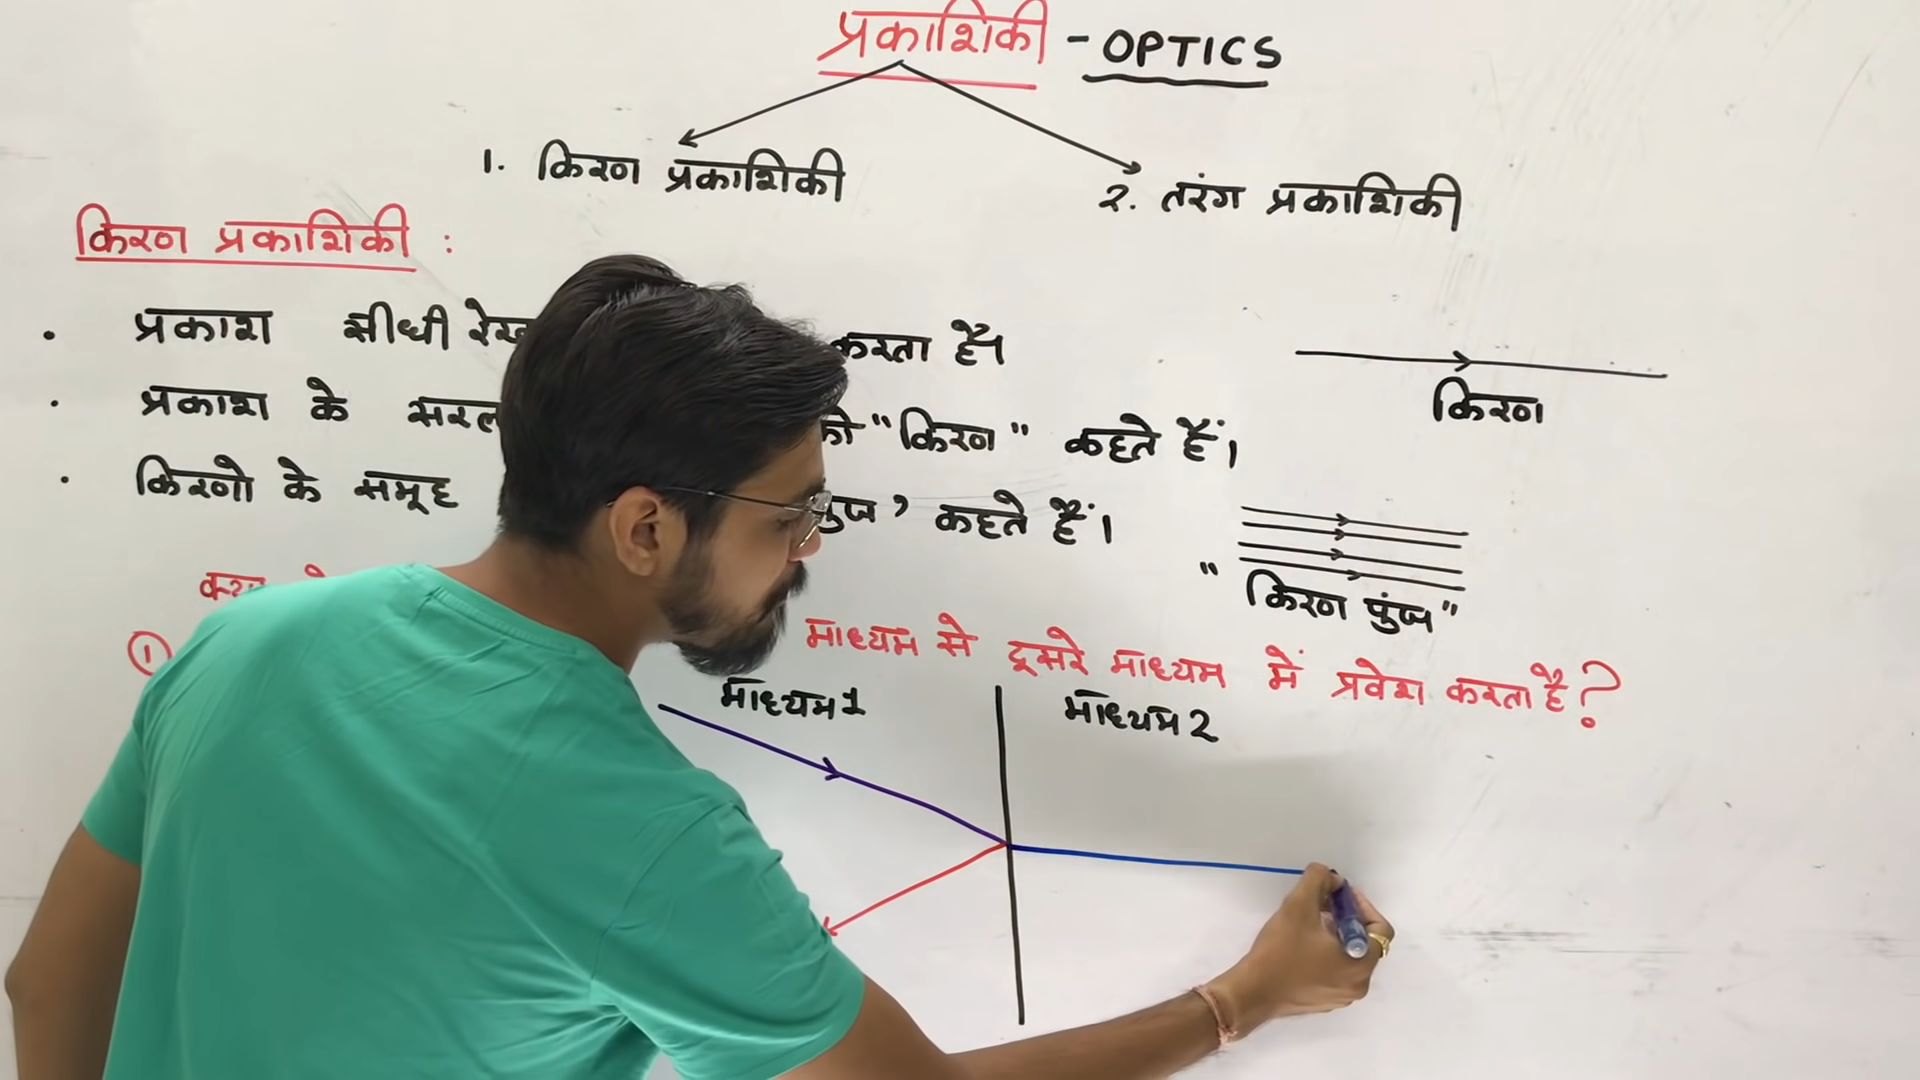 प्रकाशिकी - OPTICS
1. किरण प्रकाशिकी
2. तरंग प्रकाशिकी
किरण प्रकाशिकी :
• प्रकाश सीधी करता है।
किरण
• प्रकाश के सरल को "किरण" कहते हैं।
• किरणो के समूह पुंज' कहते हैं।
"किरण पुंज"
① माध्यम से दूसरे माध्यम में प्रवेश करता है?
माध्यम 1
माध्यम 2